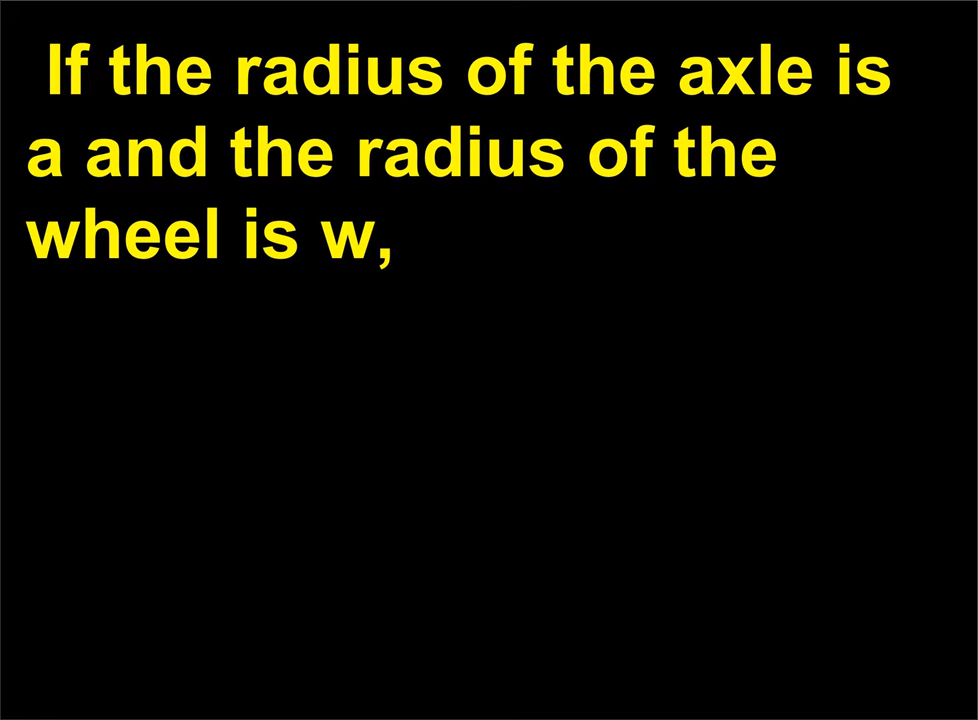 If the radius of the axle is
a and the radius of the
wheel is w,